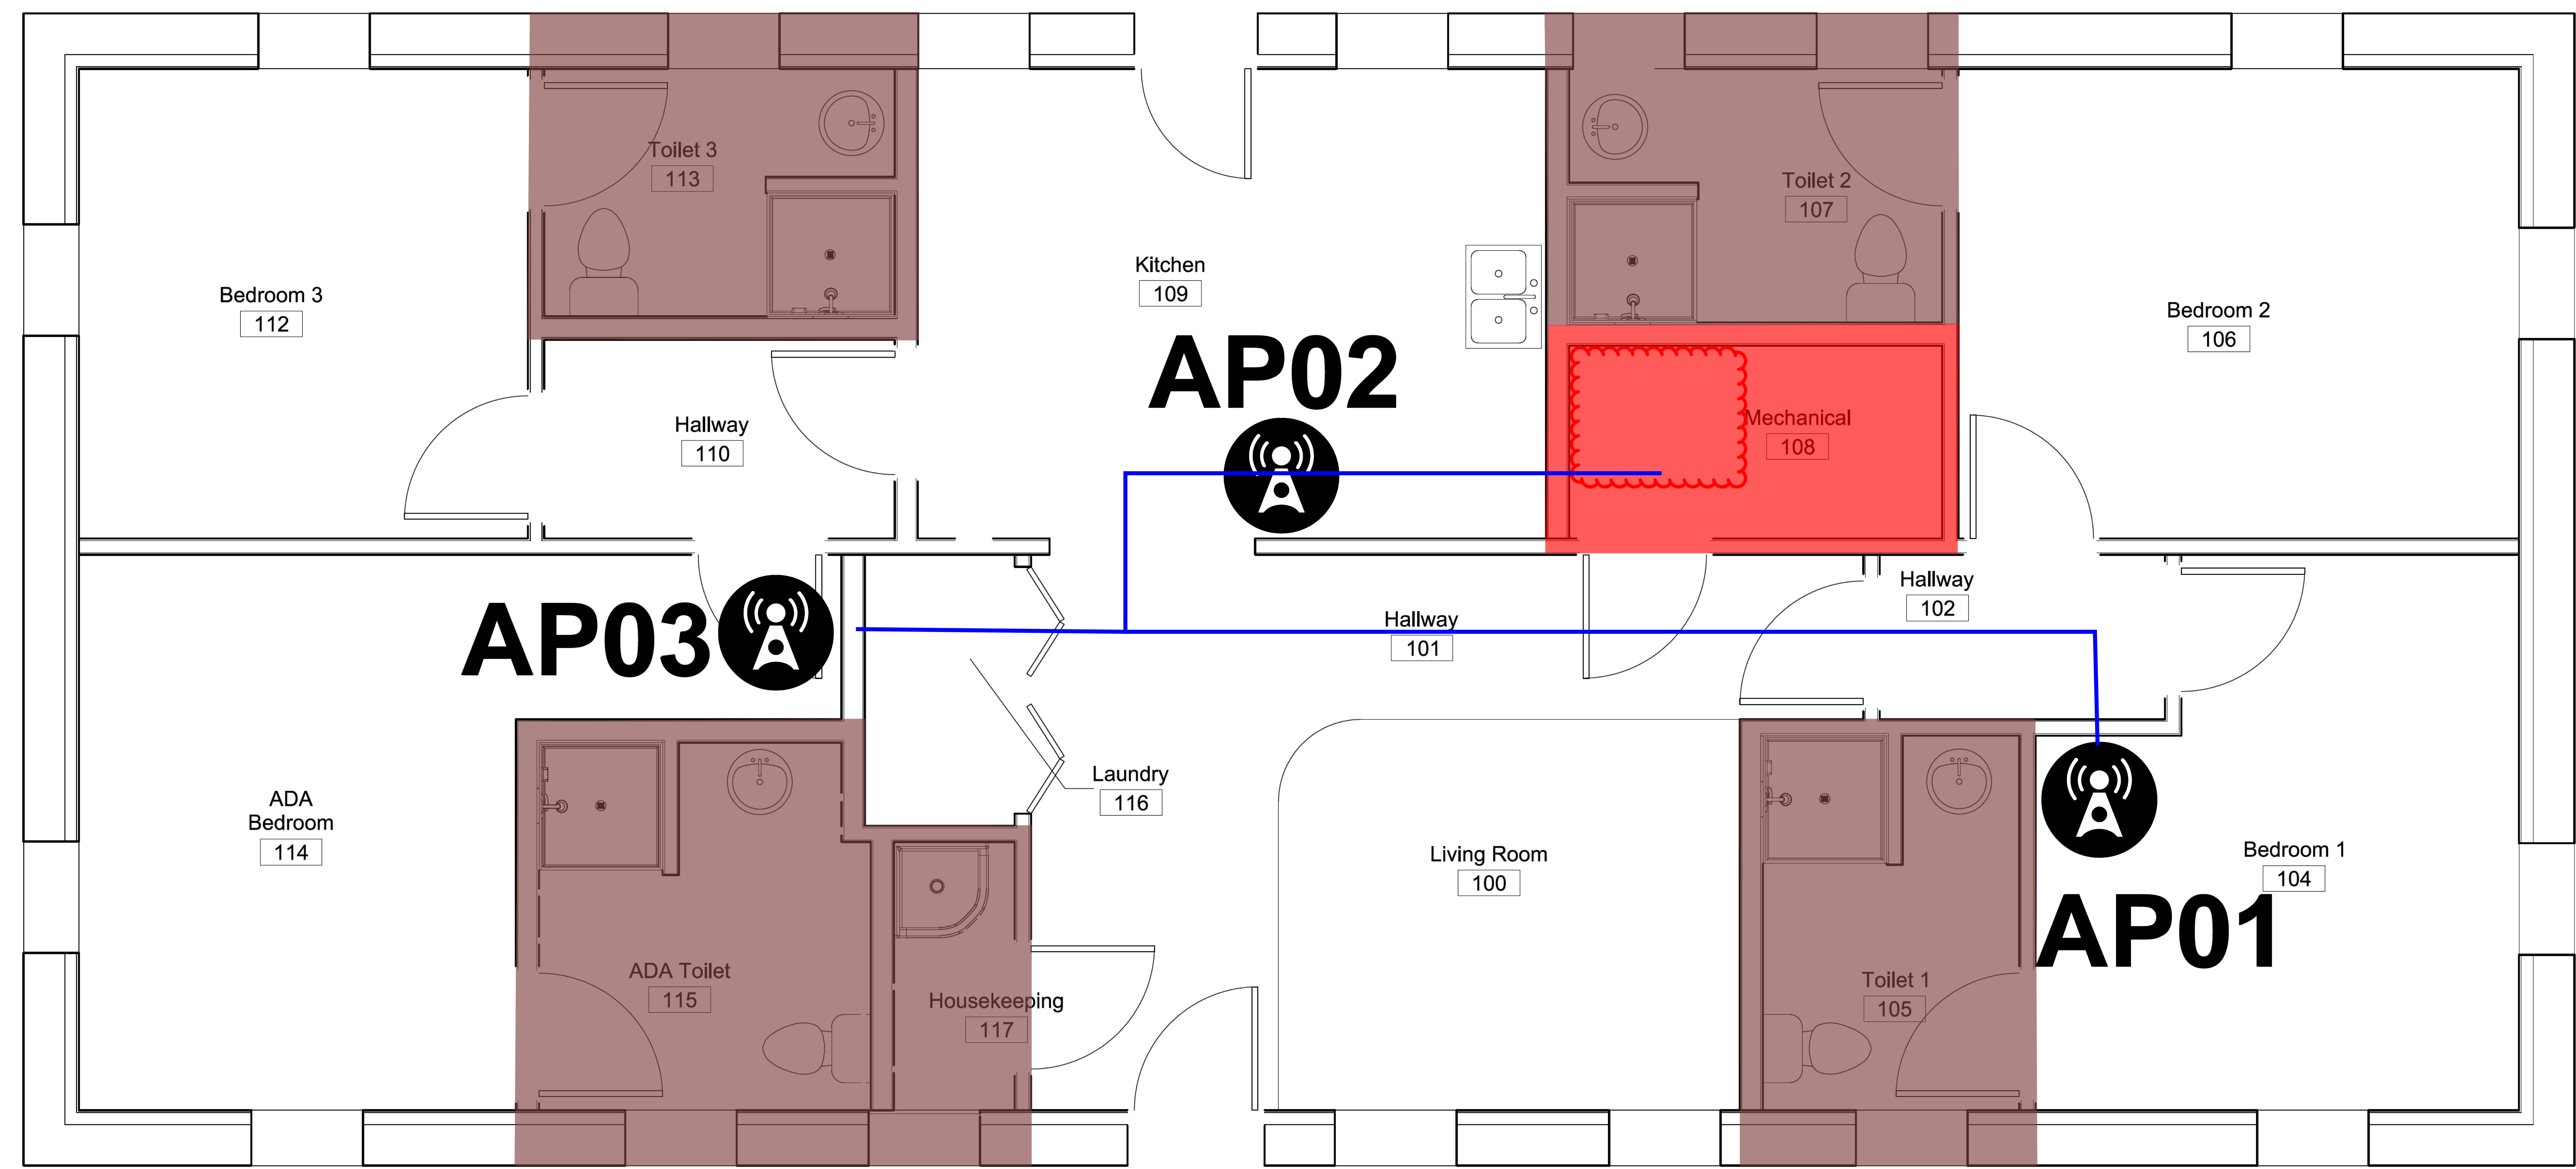 Toilet 3
113
Toilet 2
107
Kitchen
109
Bedroom 3
112
Bedroom 2
106
AP02
Mechanical
108
Hallway
110
Hallway
102
Hallway
101
AP03
Laundry
116
ADA
Bedroom
114
Living Room
100
Bedroom 1
104
AP01
ADA Toilet
115
Housekeeping
117
Toilet 1
105